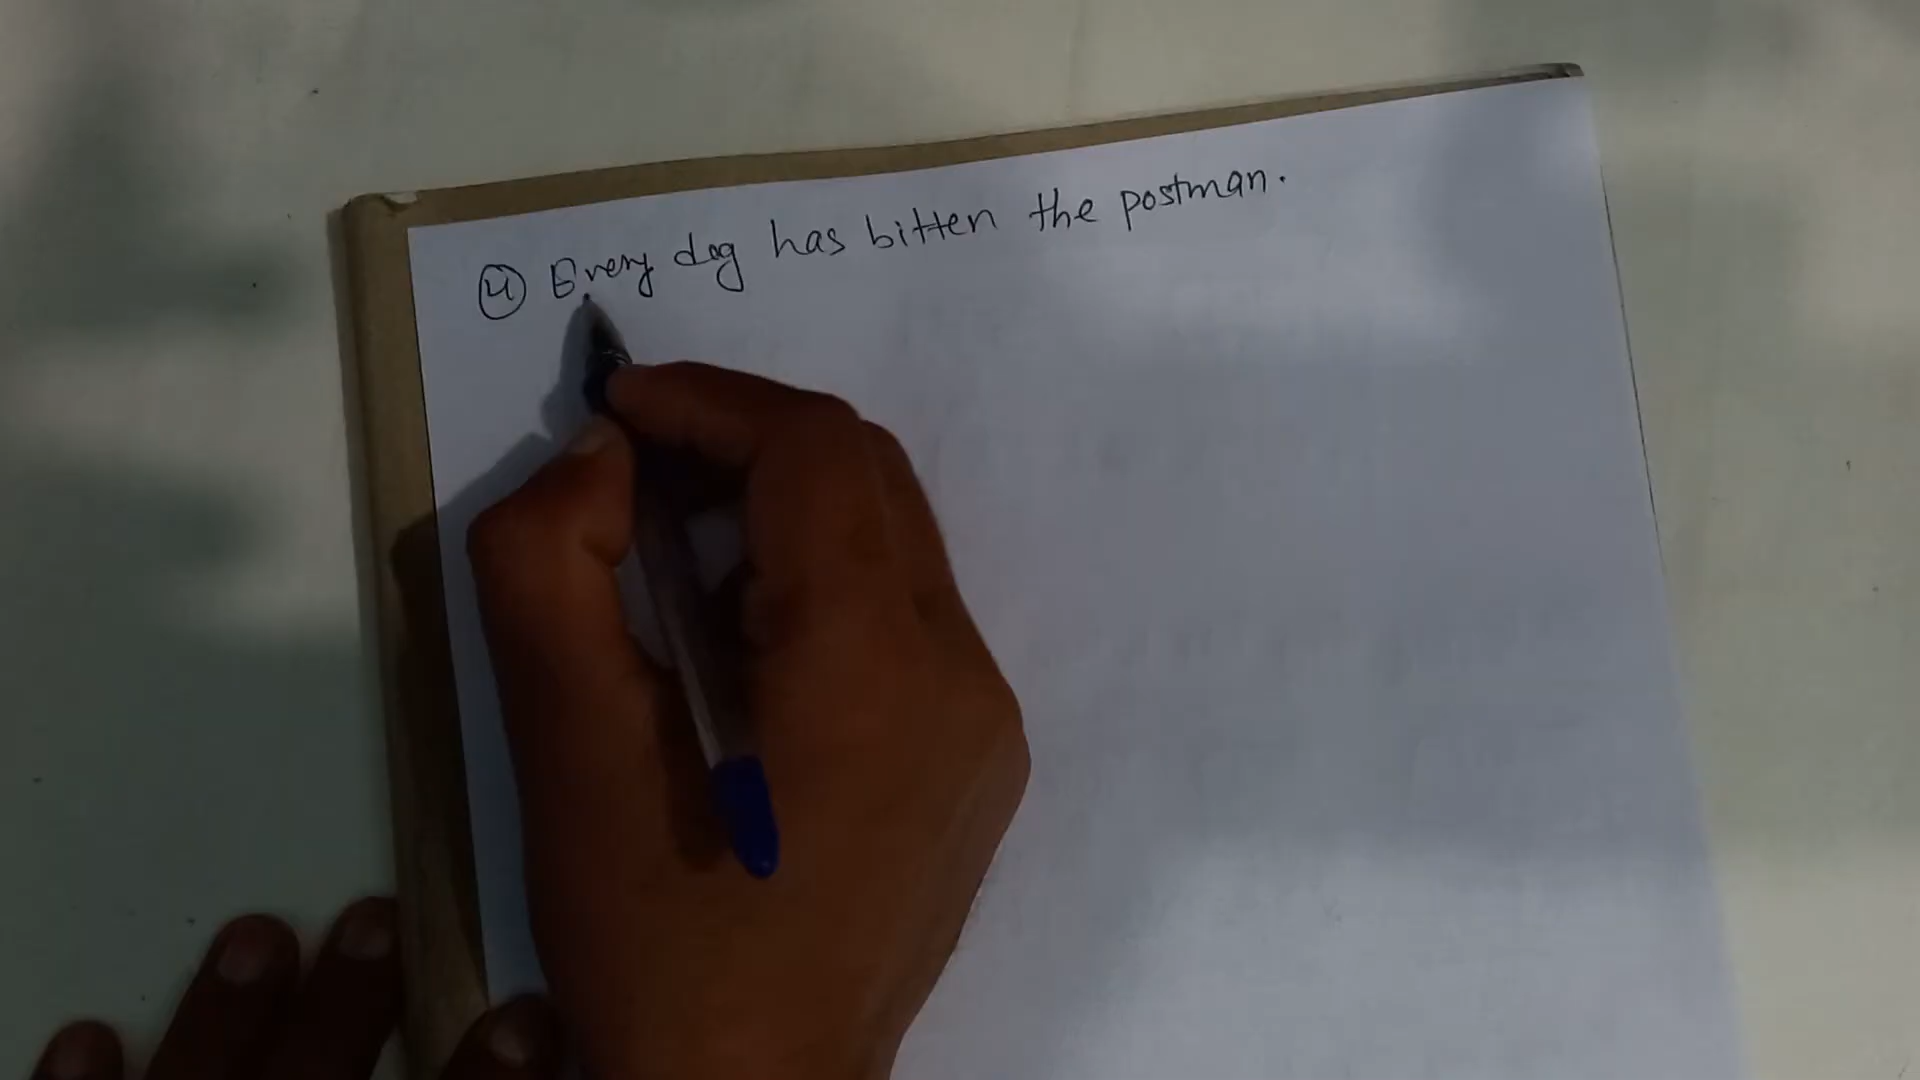 ④ Every dog has bitten the postman.